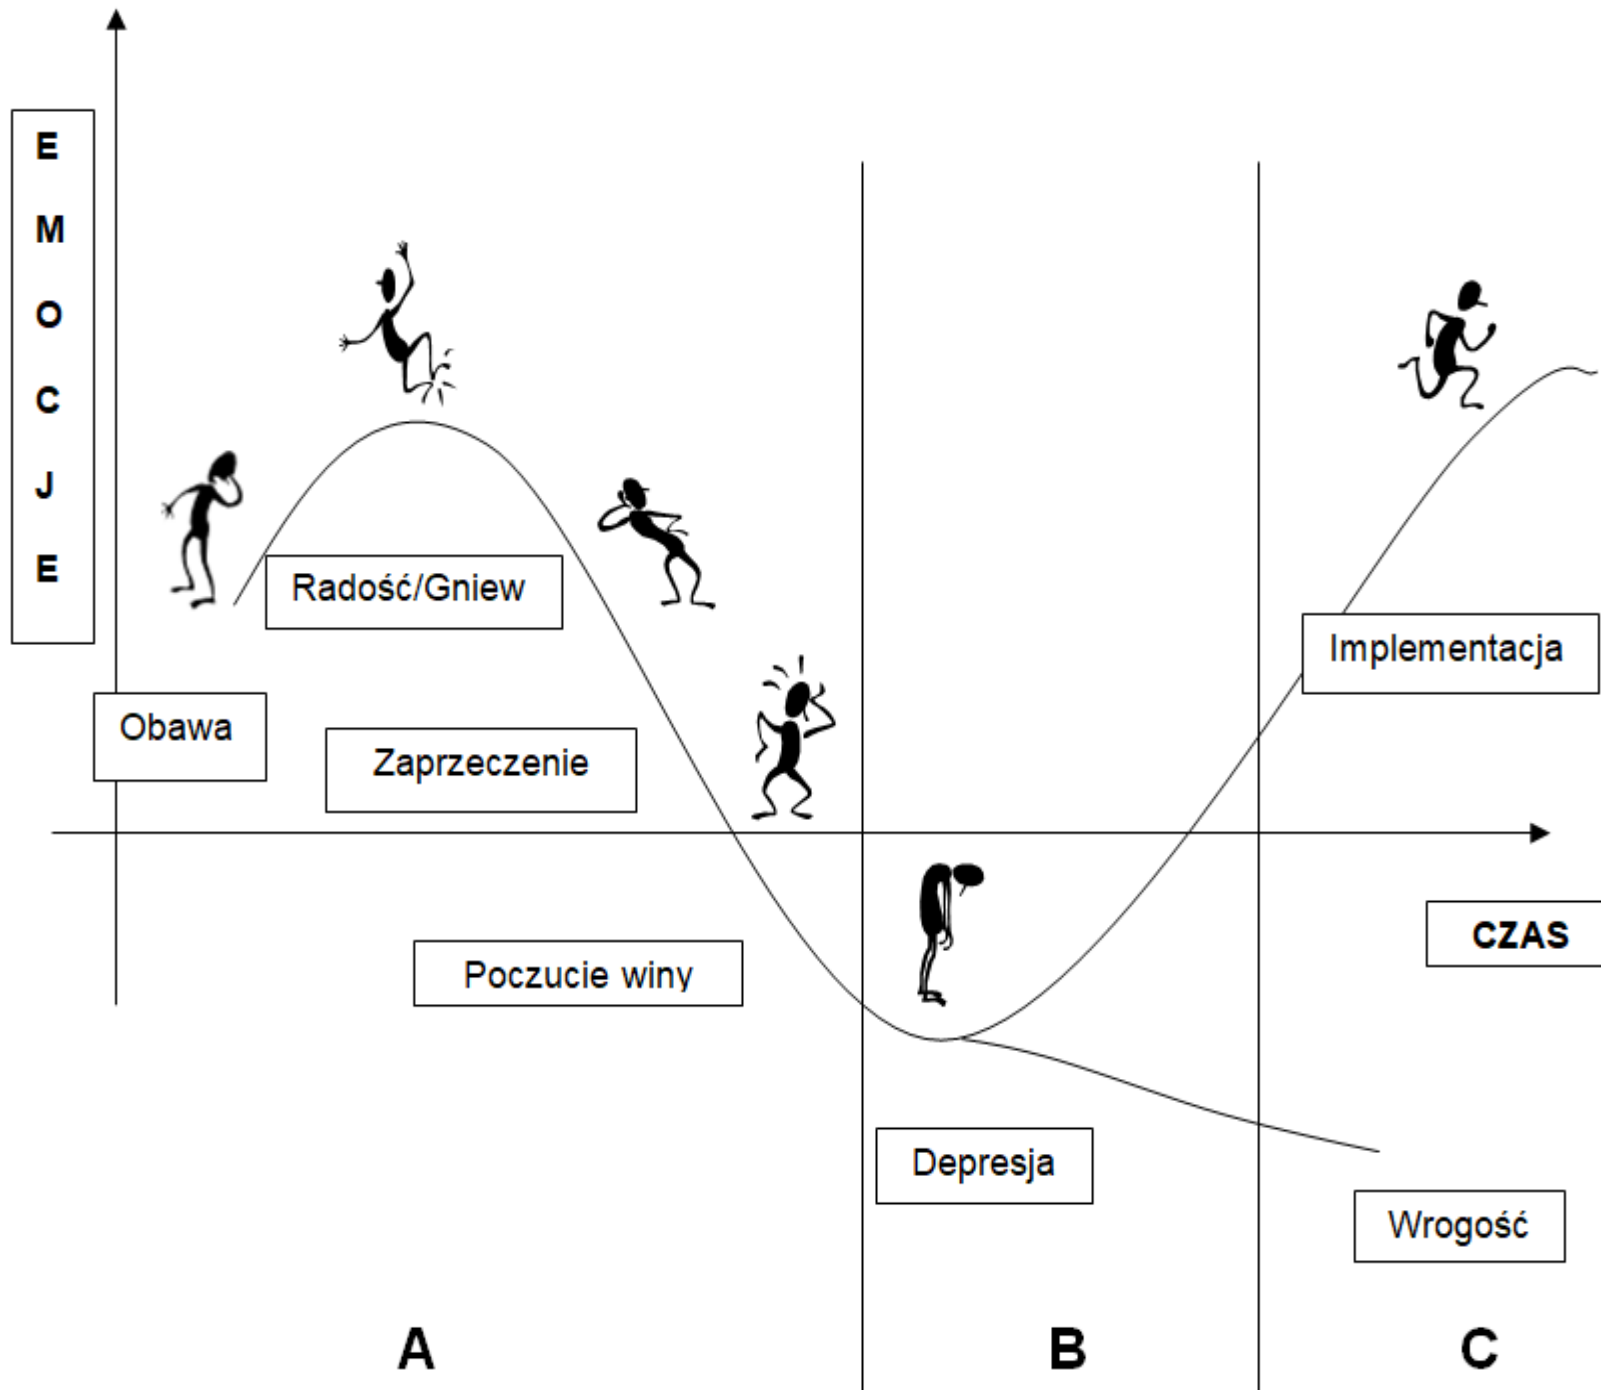 E
M
O
C
J
E
Radość/Gniew
Obawa
Zaprzeczenie
Implementacja
CZAS
Poczucie winy
Depresja
Wrogość
A
B
C